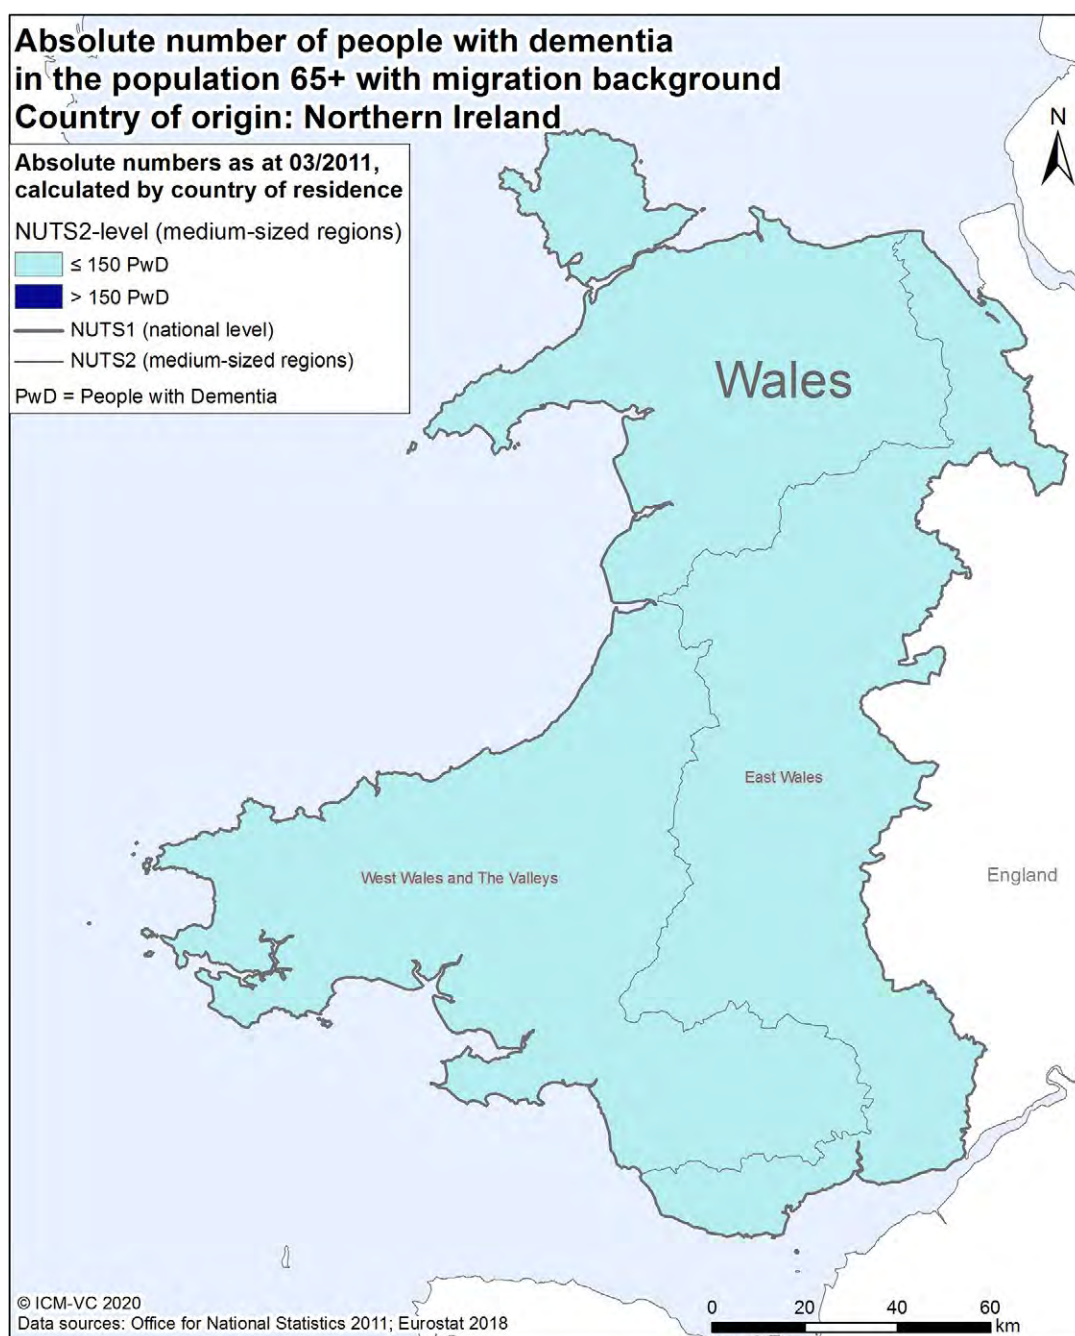 Absolute number of people with dementia
in the population 65+ with migration background
Country of origin: Northern Ireland
Absolute numbers as at 03/2011,
calculated by country of residence
NUTS2-level (medium-sized regions)
≤ 150 PwD
> 150 PwD
NUTS1 (national level)
NUTS2 (medium-sized regions)
PwD = People with Dementia
N
Wales
East Wales
West Wales and The Valleys
England
© ICM-VC 2020
Data sources: Office for National Statistics 2011; Eurostat 2018
0 20 40 60
km